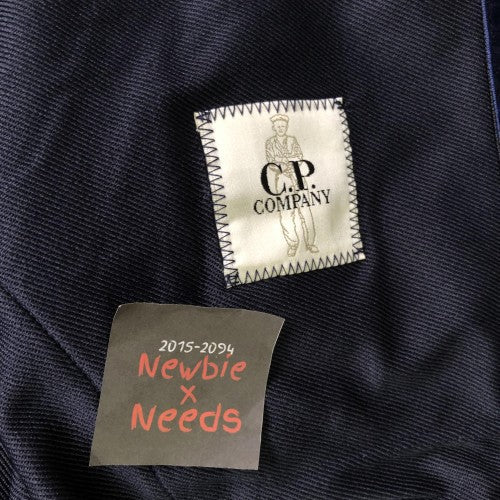 C.P.
COMPANY
2015-2094
Newbie
x
Needs